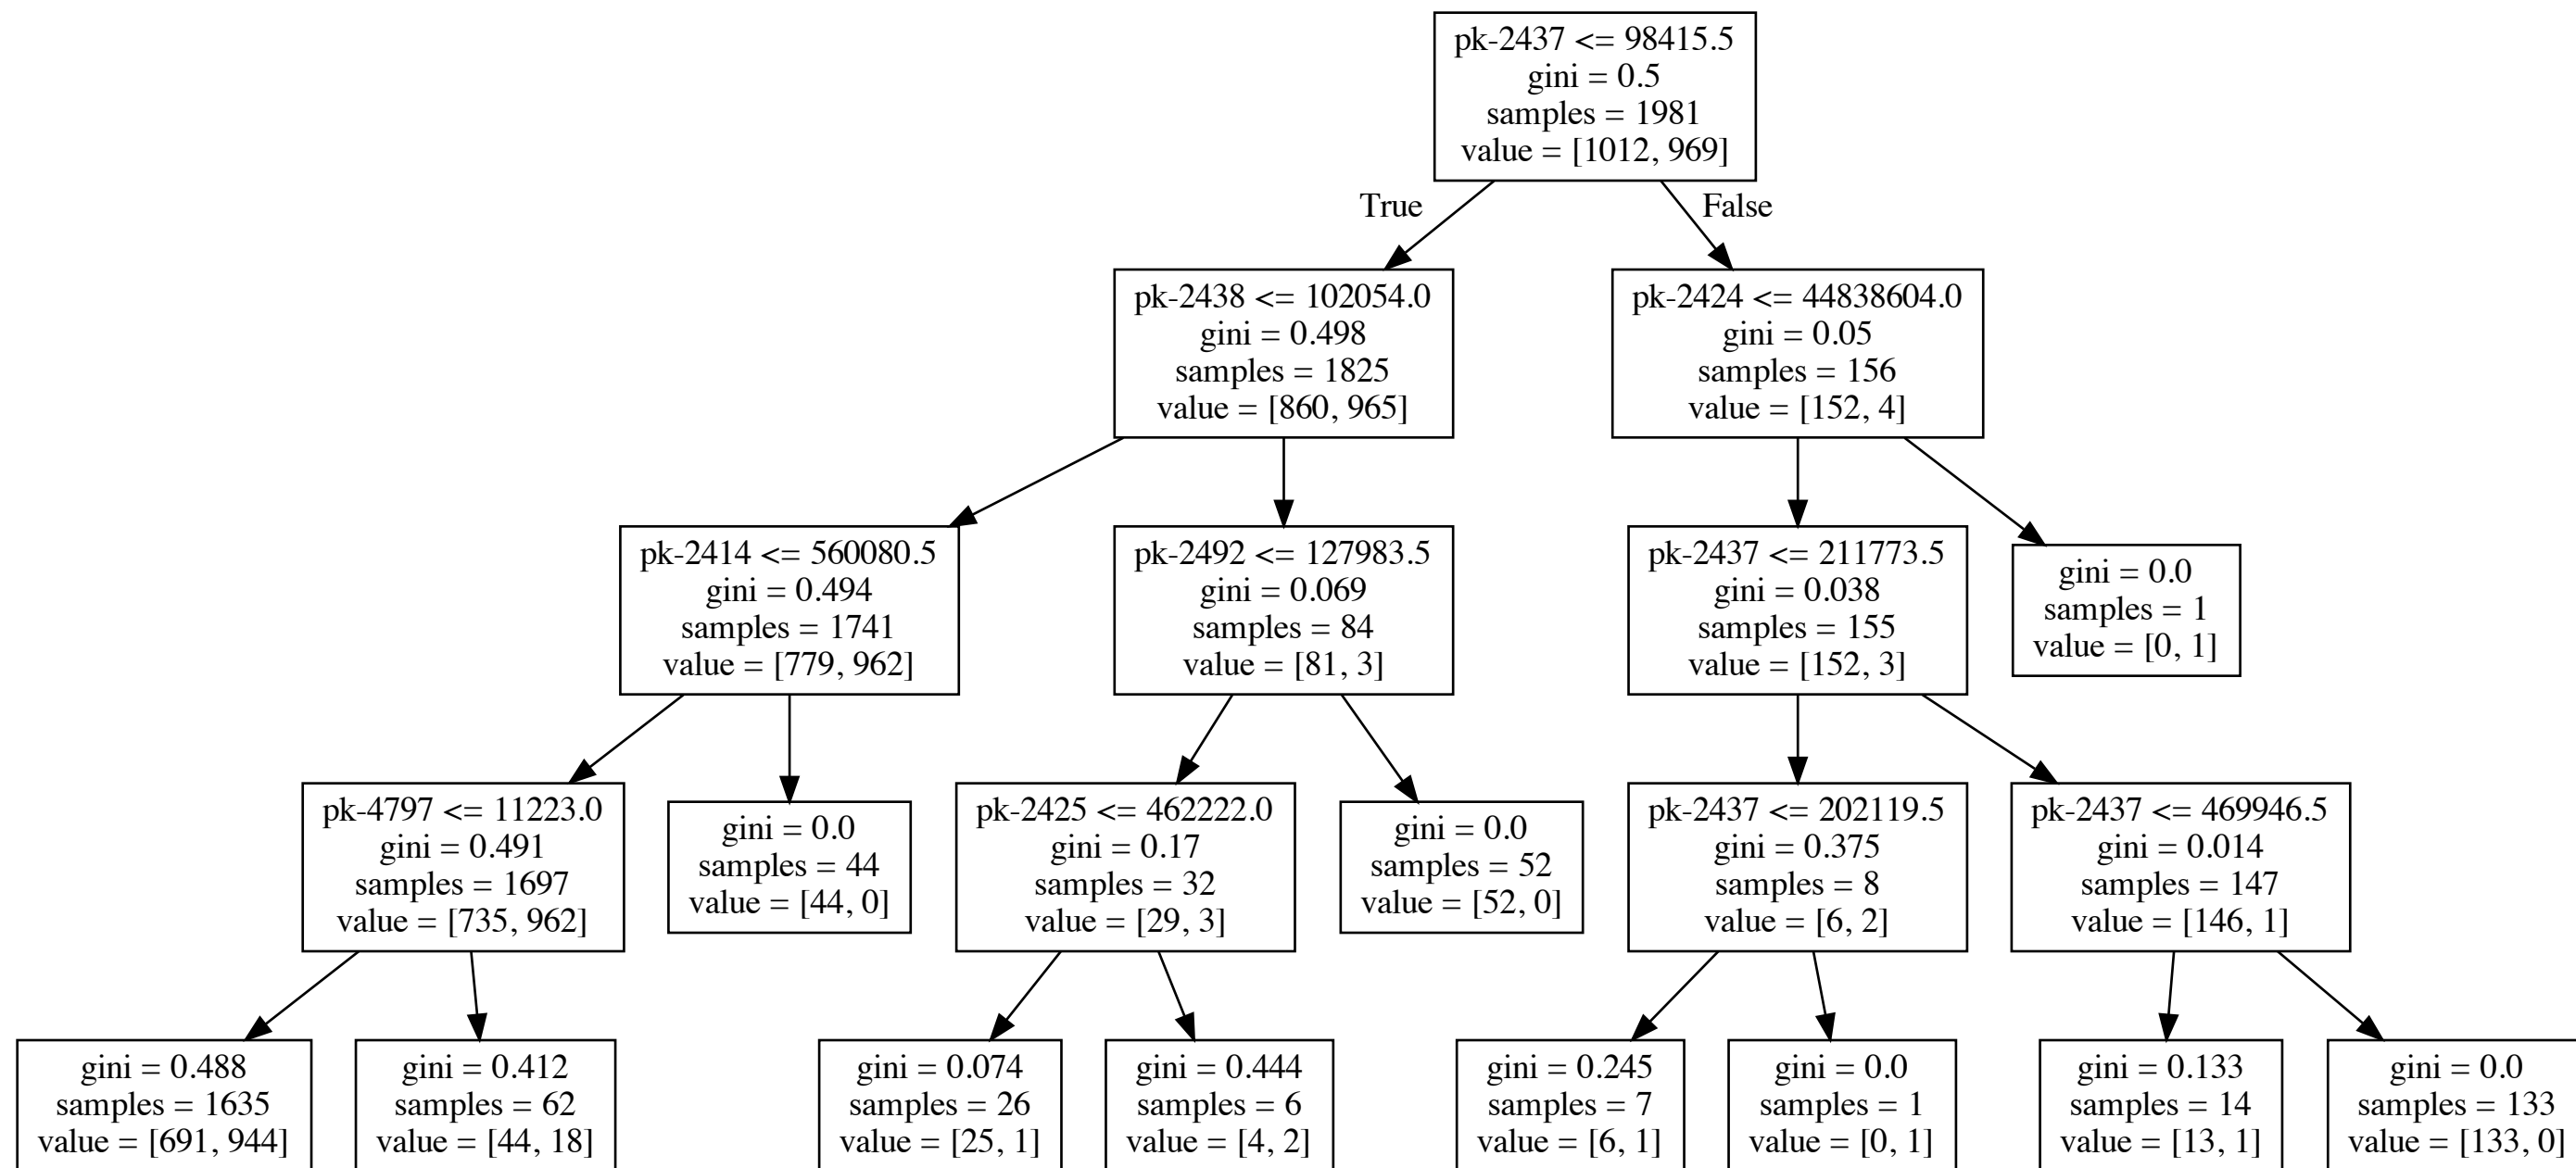 pk-2437 <= 98415.5
gini = 0.5
samples = 1981
value = [1012, 969]
True
False
pk-2438 <= 102054.0
gini = 0.498
samples = 1825
value = [860, 965]
pk-2424 <= 44838604.0
gini = 0.05
samples = 156
value = [152, 4]
pk-2414 <= 560080.5
gini = 0.494
samples = 1741
value = [779, 962]
pk-2492 <= 127983.5
gini = 0.069
samples = 84
value = [81, 3]
pk-2437 <= 211773.5
gini = 0.038
samples = 155
value = [152, 3]
gini = 0.0
samples = 1
value = [0, 1]
pk-4797 <= 11223.0
gini = 0.491
samples = 1697
value = [735, 962]
gini = 0.0
samples = 44
value = [44, 0]
pk-2425 <= 462222.0
gini = 0.17
samples = 32
value = [29, 3]
gini = 0.0
samples = 52
value = [52, 0]
pk-2437 <= 202119.5
gini = 0.375
samples = 8
value = [6, 2]
pk-2437 <= 469946.5
gini = 0.014
samples = 147
value = [146, 1]
gini = 0.488
samples = 1635
value = [691, 944]
gini = 0.412
samples = 62
value = [44, 18]
gini = 0.074
samples = 26
value = [25, 1]
gini = 0.444
samples = 6
value = [4, 2]
gini = 0.245
samples = 7
value = [6, 1]
gini = 0.0
samples = 1
value = [0, 1]
gini = 0.133
samples = 14
value = [13, 1]
gini = 0.0
samples = 133
value = [133, 0]